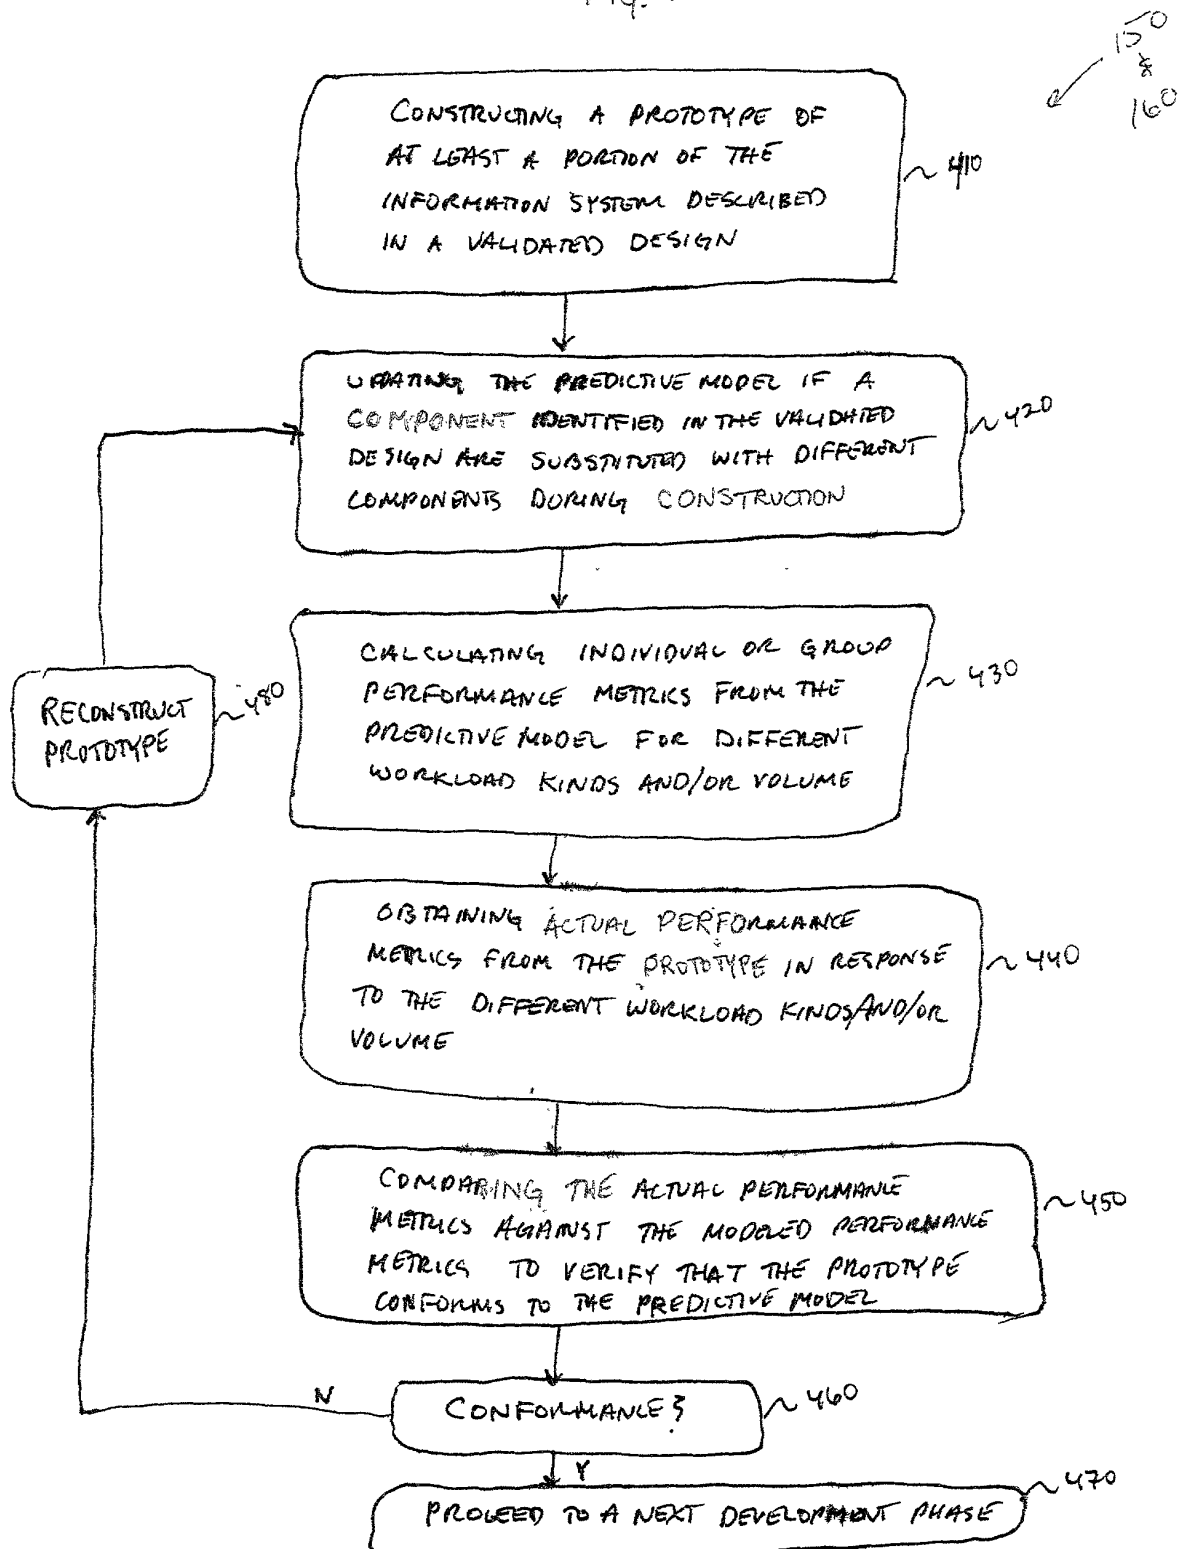 Fig.
150
&
160
CONSTRUCTING A PROTOTYPE OF
AT LEAST A PORTION OF THE
INFORMATION SYSTEM DESCRIBED
IN A VALIDATED DESIGN
410
UPDATING THE PREDICTIVE MODEL IF A
COMPONENT IDENTIFIED IN THE VALIDATED
DESIGN ARE SUBSTITUTED WITH DIFFERENT
COMPONENTS DURING CONSTRUCTION
420
CALCULATING INDIVIDUAL OR GROUP
PERFORMANCE METRICS FROM THE
PREDICTIVE MODEL FOR DIFFERENT
WORKLOAD KINDS AND/OR VOLUME
430
RECONSTRUCT
PROTOTYPE
480
OBTAINING ACTUAL PERFORMANCE
METRICS FROM THE PROTOTYPE IN RESPONSE
TO THE DIFFERENT WORKLOAD KINDS/AND/OR
VOLUME
440
COMPARING THE ACTUAL PERFORMANCE
METRICS AGAINST THE MODELED PERFORMANCE
METRICS TO VERIFY THAT THE PROTOTYPE
CONFORMS TO THE PREDICTIVE MODEL
450
N
CONFORMANCE?
460
Y
PROCEED TO A NEXT DEVELOPMENT PHASE
470